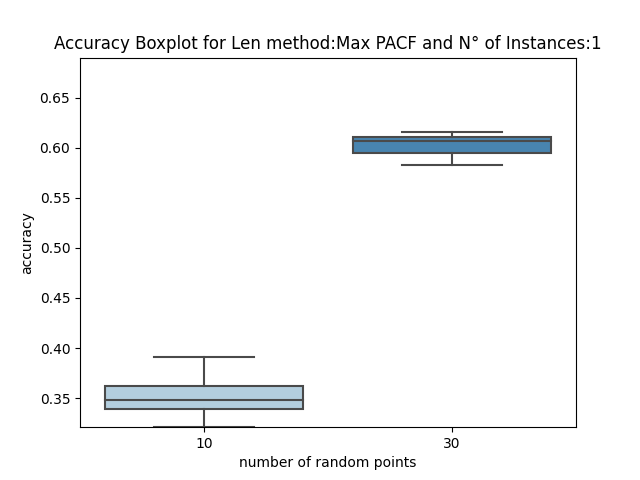 Accuracy Boxplot for Len method:Max PACF and N° of Instances:1
0.65
0.60
0.55
0.50
0.45
0.40
0.35
accuracy
10 30
number of random points